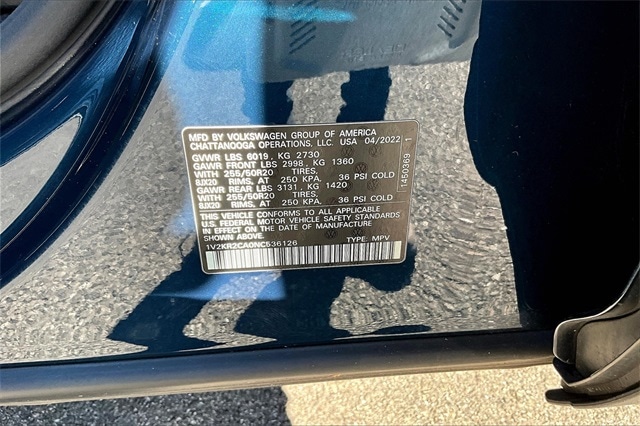 MFD BY VOLKSWAGEN GROUP OF AMERICA
CHATTANOOGA OPERATIONS, LLC. USA 04/2022
GVWR LBS 6019, KG 2730
GAWR FRONT LBS 2998, KG 1360
WITH 255/50R20 TIRES,
8JX20 RIMS, AT 250 KPA, 36 PSI COLD
GAWR REAR LBS 3131, KG 1420
WITH 255/50R20 TIRES,
8JX20 RIMS, AT 250 KPA, 36 PSI COLD
THIS VEHICLE CONFORMS TO ALL APPLICABLE
U.S. FEDERAL MOTOR VEHICLE SAFETY STANDARDS
IN EFFECT ON THE DATE OF MANUFACTURE
SHOWN ABOVE.
1V2KR2CA0NC536126 TYPE: MPV
1450369 1